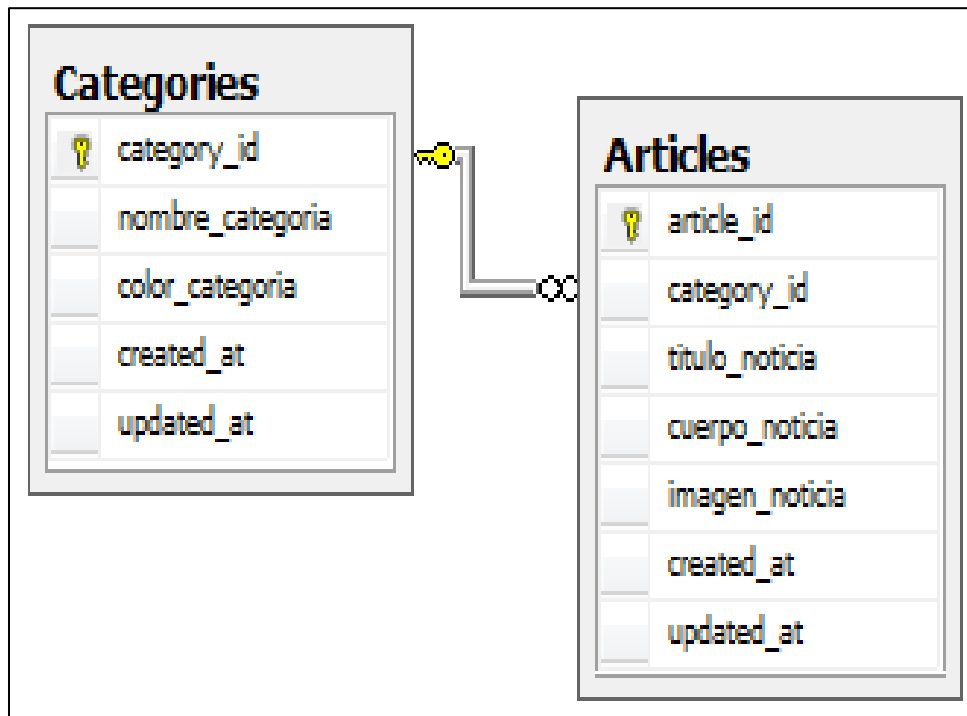 Categories
category_id
nombre_categoria
color_categoria
created_at
updated_at
Articles
article_id
category_id
titulo_noticia
cuerpo_noticia
imagen_noticia
created_at
updated_at